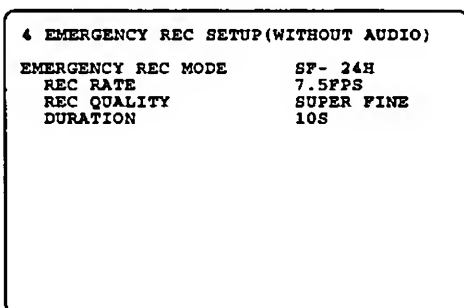 4 EMERGENCY REC SETUP(WITHOUT AUDIO)
EMERGENCY REC MODE SF- 24H
REC RATE 7.5FPS
REC QUALITY SUPER FINE
DURATION 10S